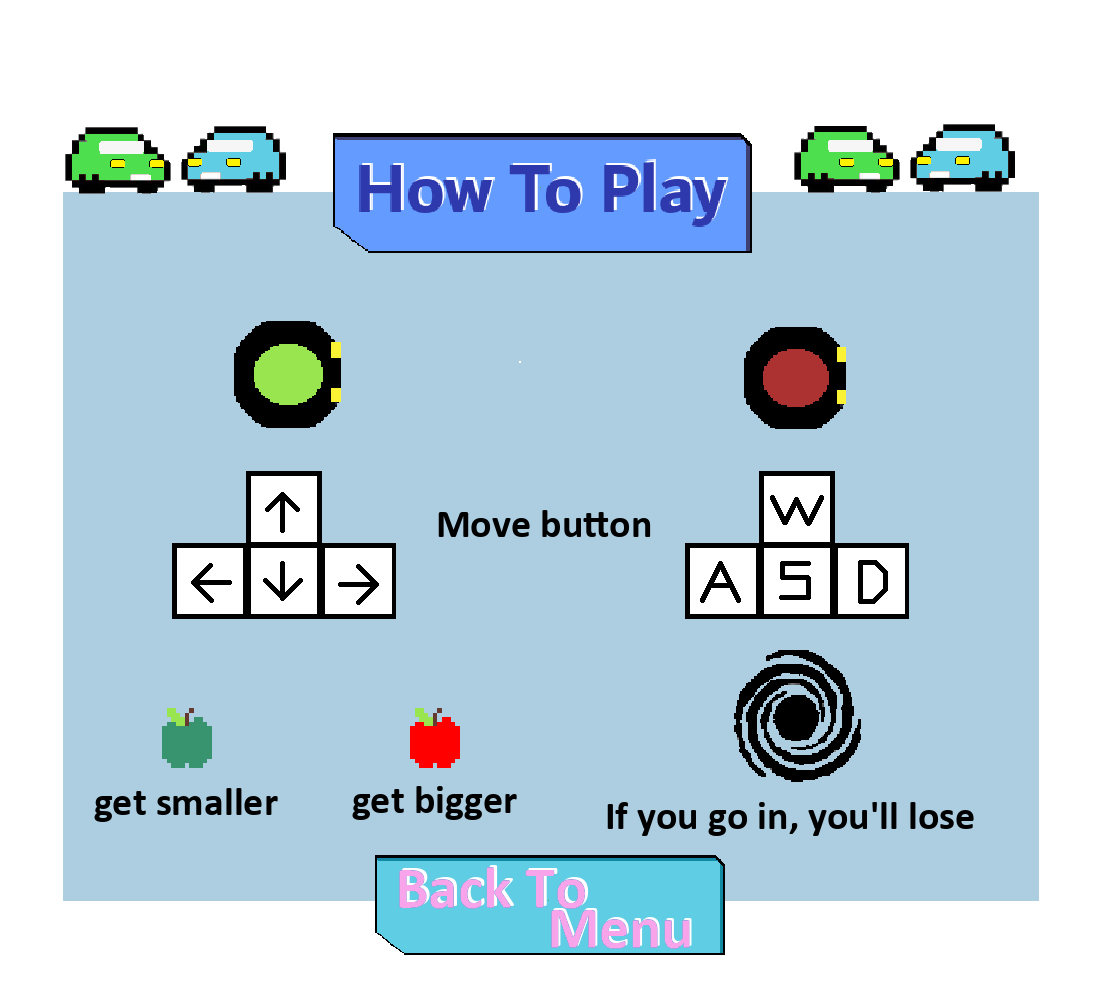 How To Play
↑
Move button
W
← ↓ →
A S D
get smaller
get bigger
If you go in, you'll lose
Back To
Menu